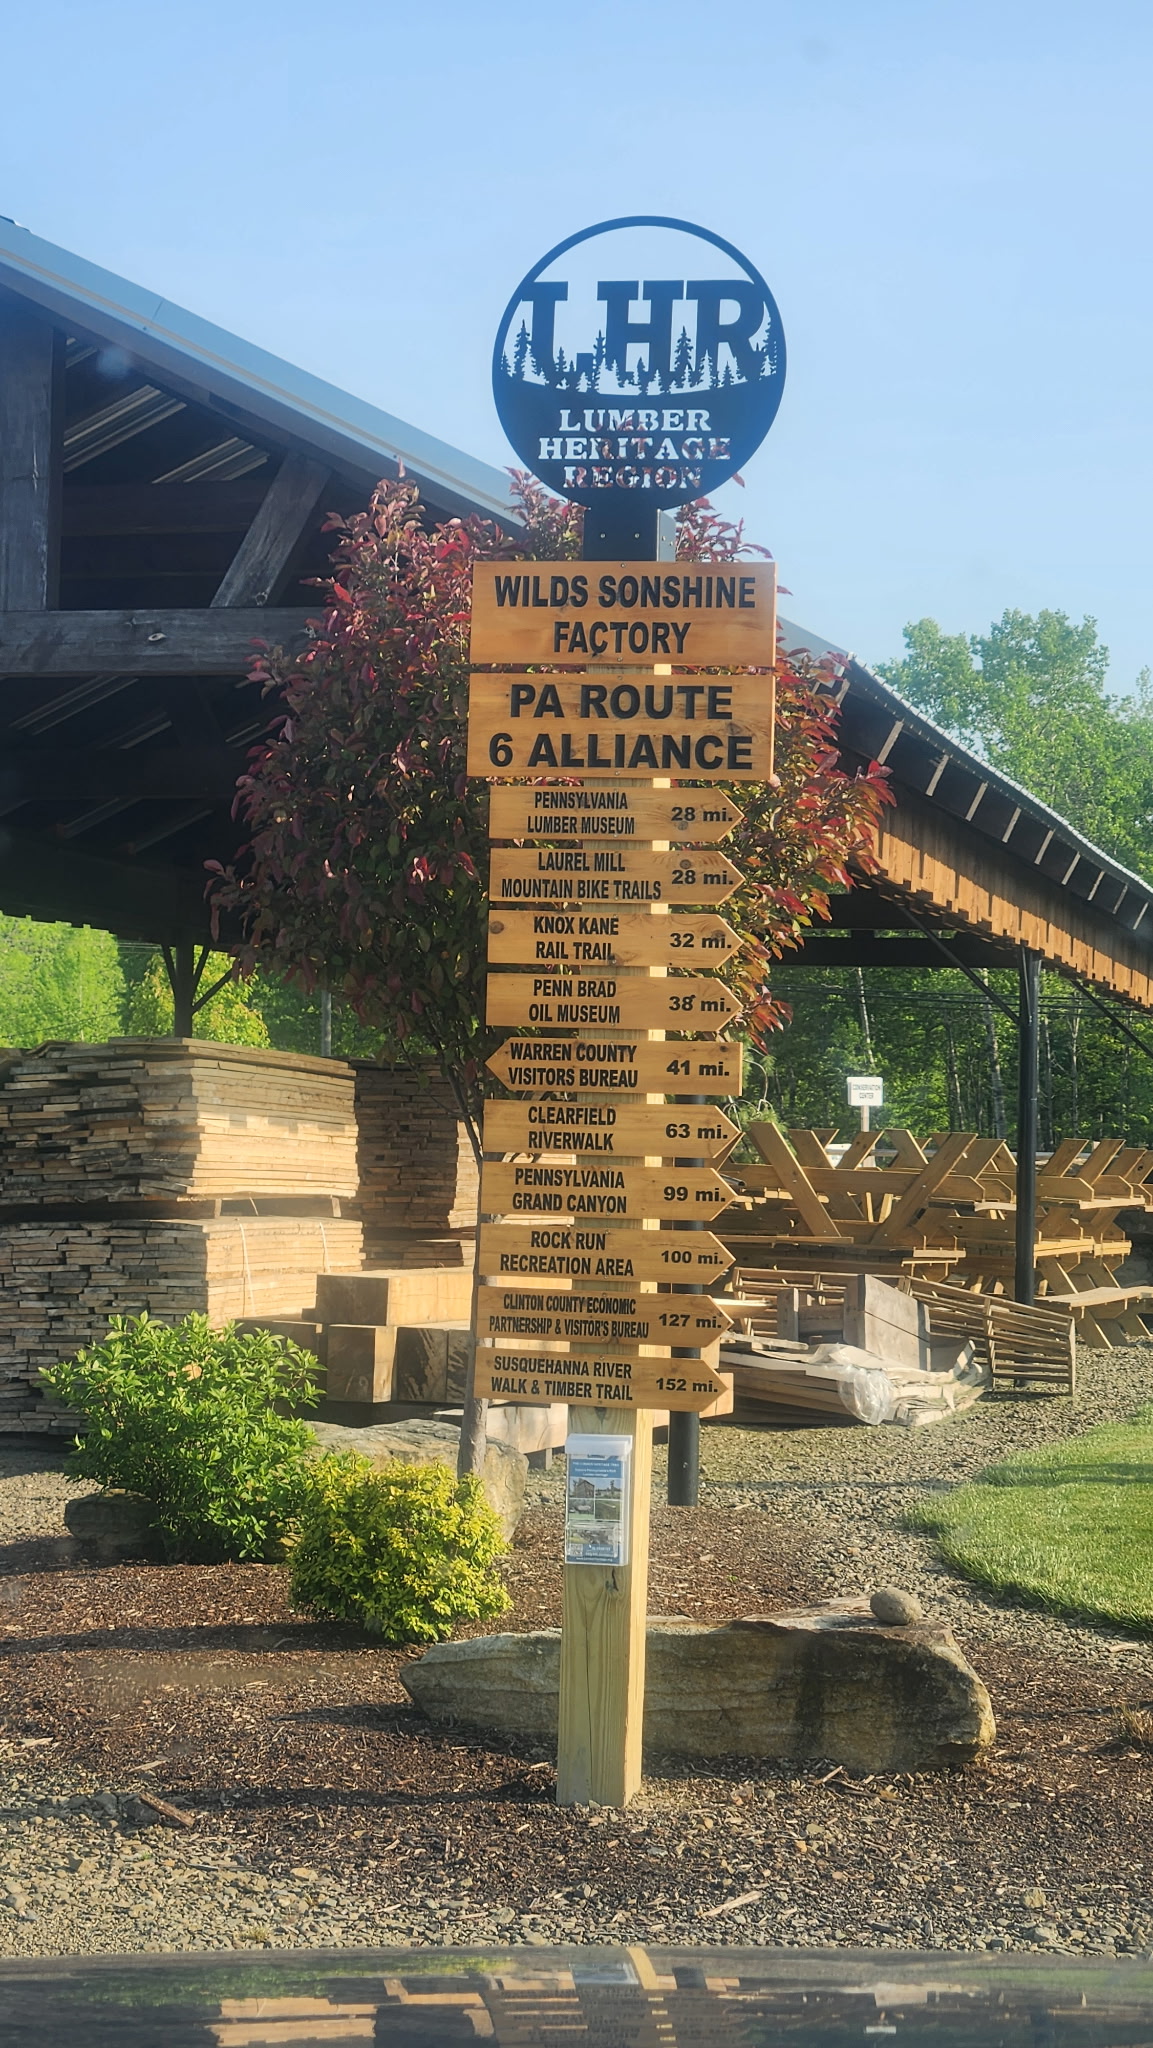 LHR
LUMBER
HERITAGE
REGION
WILDS SONSHINE
FACTORY
PA ROUTE
6 ALLIANCE
PENNSYLVANIA
LUMBER MUSEUM
28 mi.
LAUREL MILL
MOUNTAIN BIKE TRAILS
28 mi.
KNOX KANE
RAIL TRAIL
32 mi.
PENN BRAD
OIL MUSEUM
38 mi.
WARREN COUNTY
VISITORS BUREAU
41 mi.
CLEARFIELD
RIVERWALK
63 mi.
PENNSYLVANIA
GRAND CANYON
99 mi.
ROCK RUN
RECREATION AREA
100 mi.
CLINTON COUNTY ECONOMIC
PARTNERSHIP & VISITOR'S BUREAU
127 mi.
SUSQUEHANNA RIVER
WALK & TIMBER TRAIL
152 mi.
CONSERVATION
CENTER